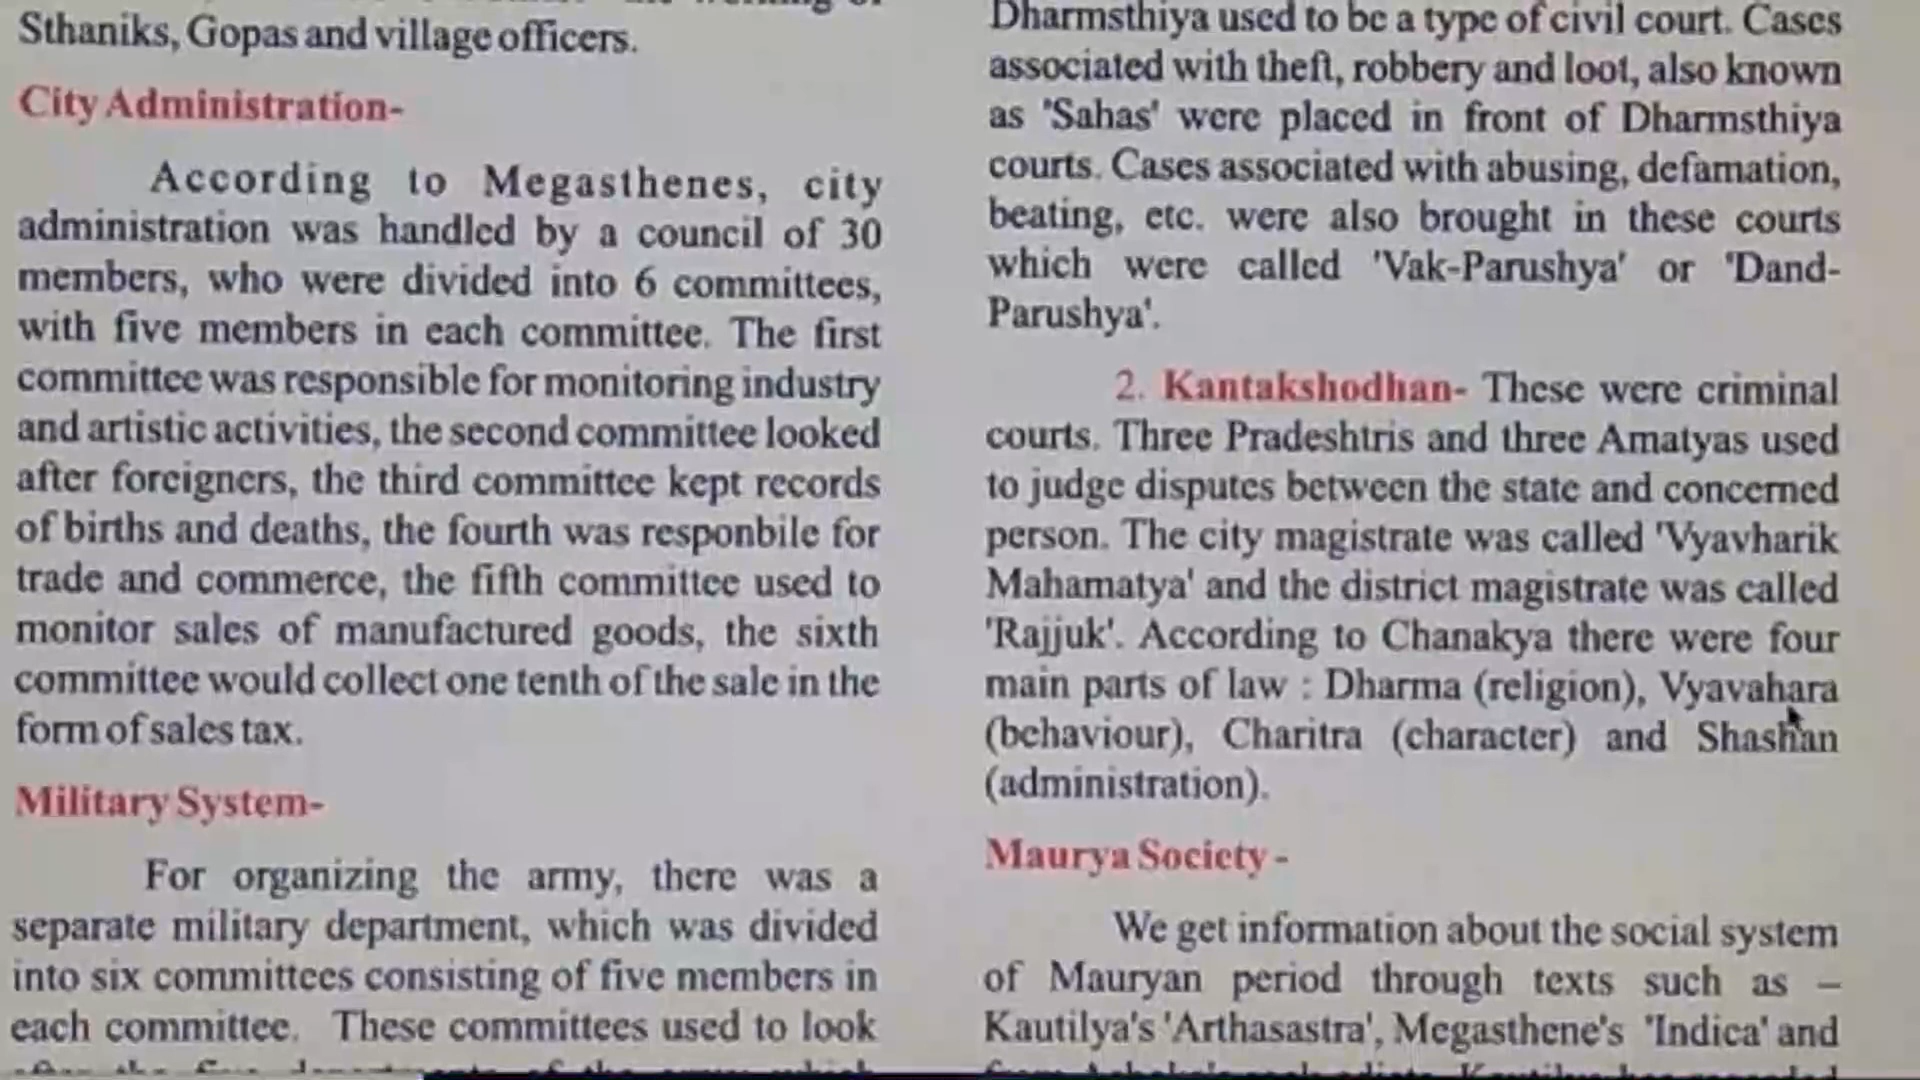 Sthaniks, Gopas and village officers.
City Administration-
According to Megasthenes, city
administration was handled by a council of 30
members, who were divided into 6 committees,
with five members in each committee. The first
committee was responsible for monitoring industry
and artistic activities, the second committee looked
after foreigners, the third committee kept records
of births and deaths, the fourth was responbile for
trade and commerce, the fifth committee used to
monitor sales of manufactured goods, the sixth
committee would collect one tenth of the sale in the
form of sales tax.
Military System-
For organizing the army, there was a
separate military department, which was divided
into six committees consisting of five members in
each committee. These committees used to look
Dharmsthiya used to be a type of civil court. Cases
associated with theft, robbery and loot, also known
as 'Sahas' were placed in front of Dharmsthiya
courts. Cases associated with abusing, defamation,
beating, etc. were also brought in these courts
which were called 'Vak-Parushya' or 'Dand-
Parushya'.
2. Kantakshodhan- These were criminal
courts. Three Pradeshtris and three Amatyas used
to judge disputes between the state and concerned
person. The city magistrate was called 'Vyavharik
Mahamatya' and the district magistrate was called
'Rajjuk'. According to Chanakya there were four
main parts of law : Dharma (religion), Vyavahara
(behaviour), Charitra (character) and Shashan
(administration).
Maurya Society -
We get information about the social system
of Mauryan period through texts such as –
Kautilya's 'Arthasastra', Megasthene's 'Indica' and